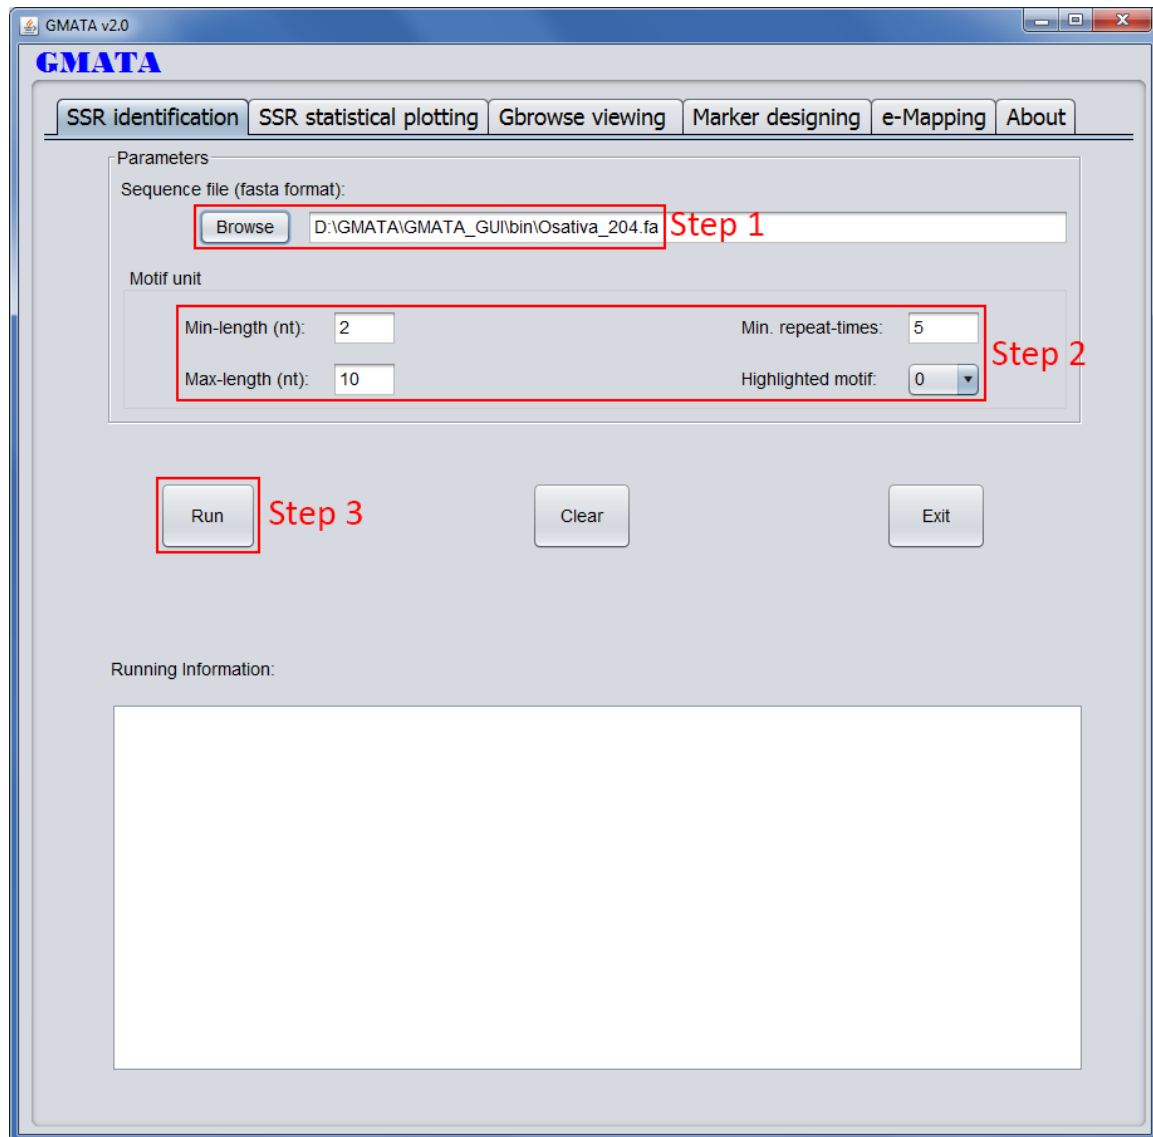 GMATA v2.0
GMATA
SSR identification SSR statistical plotting Gbrowse viewing Marker designing e-Mapping About
Parameters
Sequence file (fasta format):
Browse D:\GMATA\GMATA_GUI\bin\Osativa_204.fa Step 1
Motif unit
Min-length (nt): 2 Min. repeat-times: 5
Step 2
Max-length (nt): 10 Highlighted motif: 0
Run Step 3 Clear Exit
Running Information: